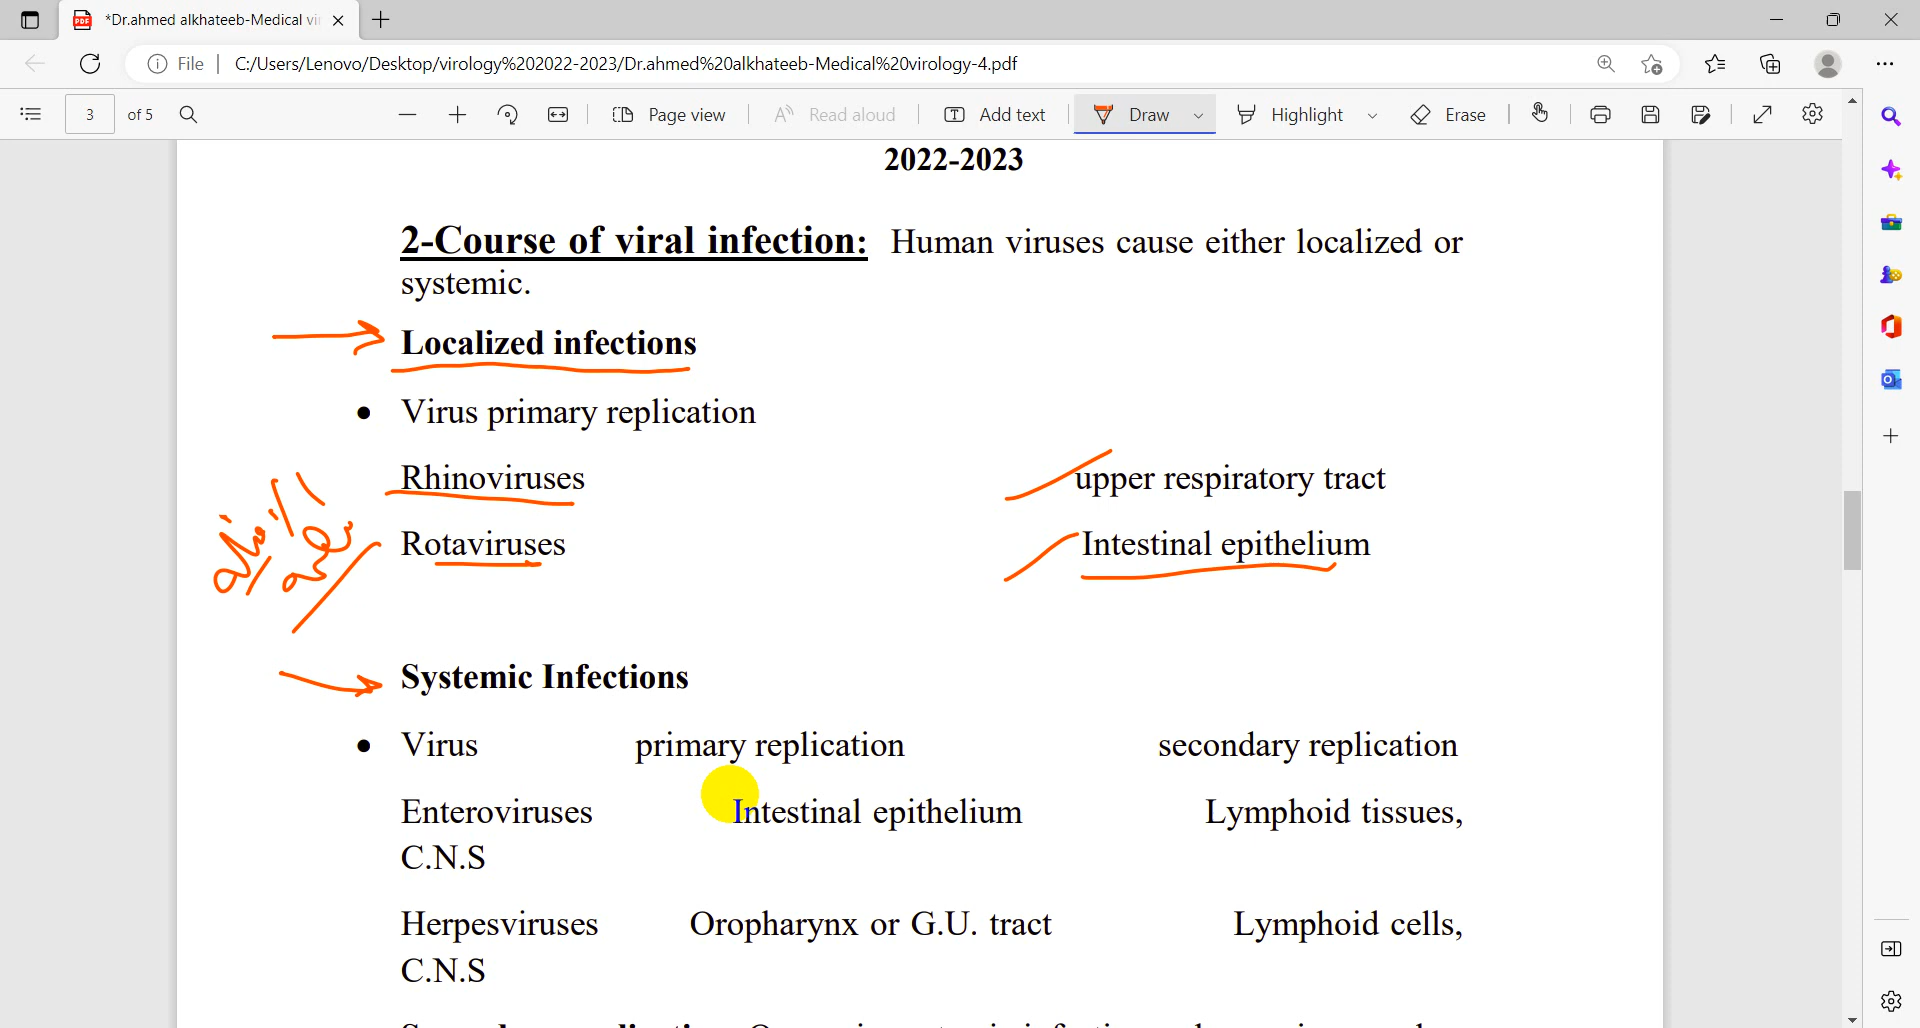 *Dr.ahmed alkhateeb-Medical vi
File
C:/Users/Lenovo/Desktop/virology%202022-2023/Dr.ahmed%20alkhateeb-Medical%20virology-4.pdf
3 of 5
Page view
Read aloud
Add text
Draw
Highlight
Erase
2022-2023
2-Course of viral infection: Human viruses cause either localized or
systemic.
Localized infections
• Virus primary replication
Rhinoviruses upper respiratory tract
Rotaviruses Intestinal epithelium
Systemic Infections
• Virus primary replication secondary replication
Enteroviruses Intestinal epithelium Lymphoid tissues,
C.N.S
Herpesviruses Oropharynx or G.U. tract Lymphoid cells,
C.N.S